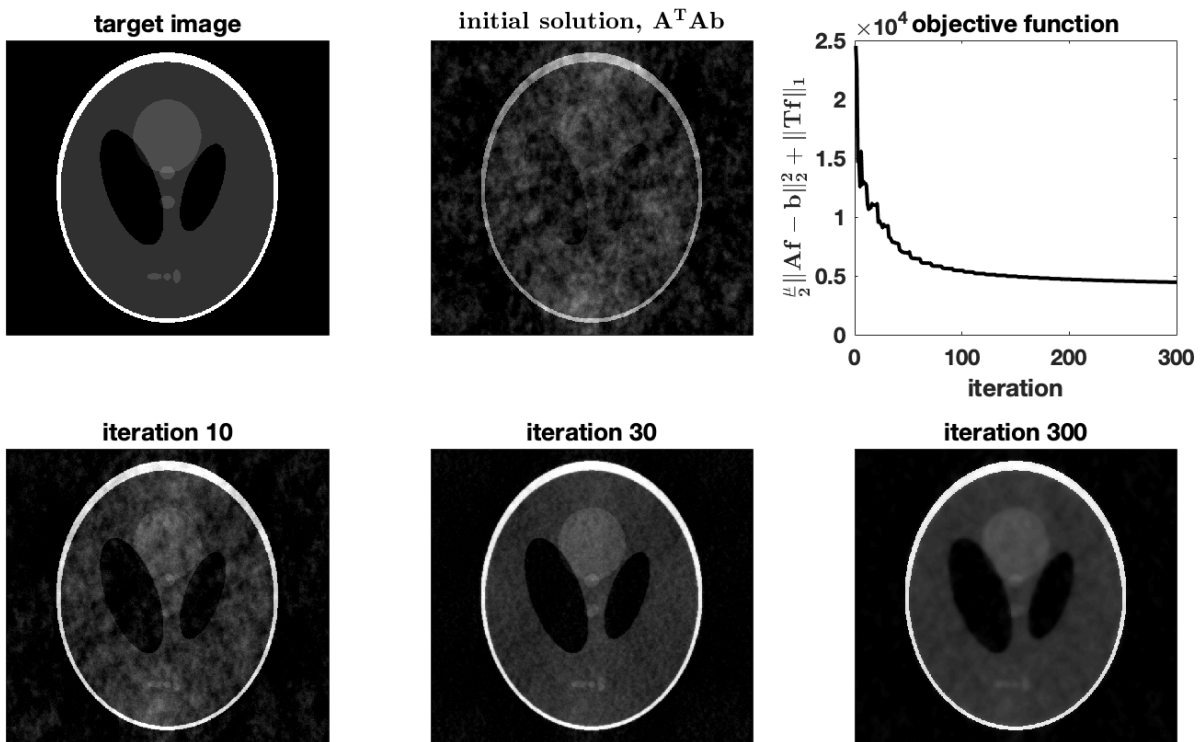 target image
initial solution, AᵀAb
×10⁴ objective function
2.5
2
1.5
1
0.5
0
μ/2||Af − b||₂² + ||Tf||₁
0 100 200 300
iteration
iteration 10
iteration 30
iteration 300